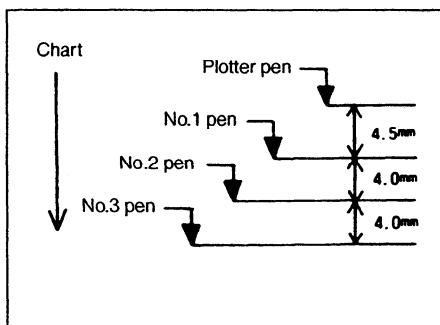 Chart
Plotter pen
No.1 pen
4.5mm
No.2 pen
4.0mm
No.3 pen
4.0mm